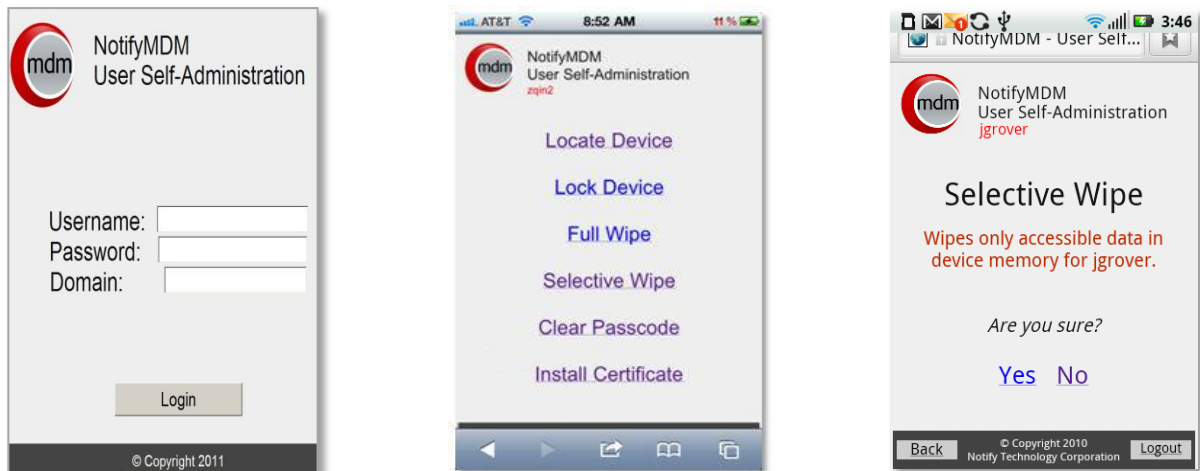 mdm
NotifyMDM
User Self-Administration
Username:
Password:
Domain:
Login
© Copyright 2011
AT&T 8:52 AM 11%
mdm
NotifyMDM
User Self-Administration
zqin2
Locate Device
Lock Device
Full Wipe
Selective Wipe
Clear Passcode
Install Certificate
3:46
NotifyMDM - User Self...
mdm
NotifyMDM
User Self-Administration
jgrover
Selective Wipe
Wipes only accessible data in
device memory for jgrover.
Are you sure?
Yes No
Back © Copyright 2010 Logout
Notify Technology Corporation